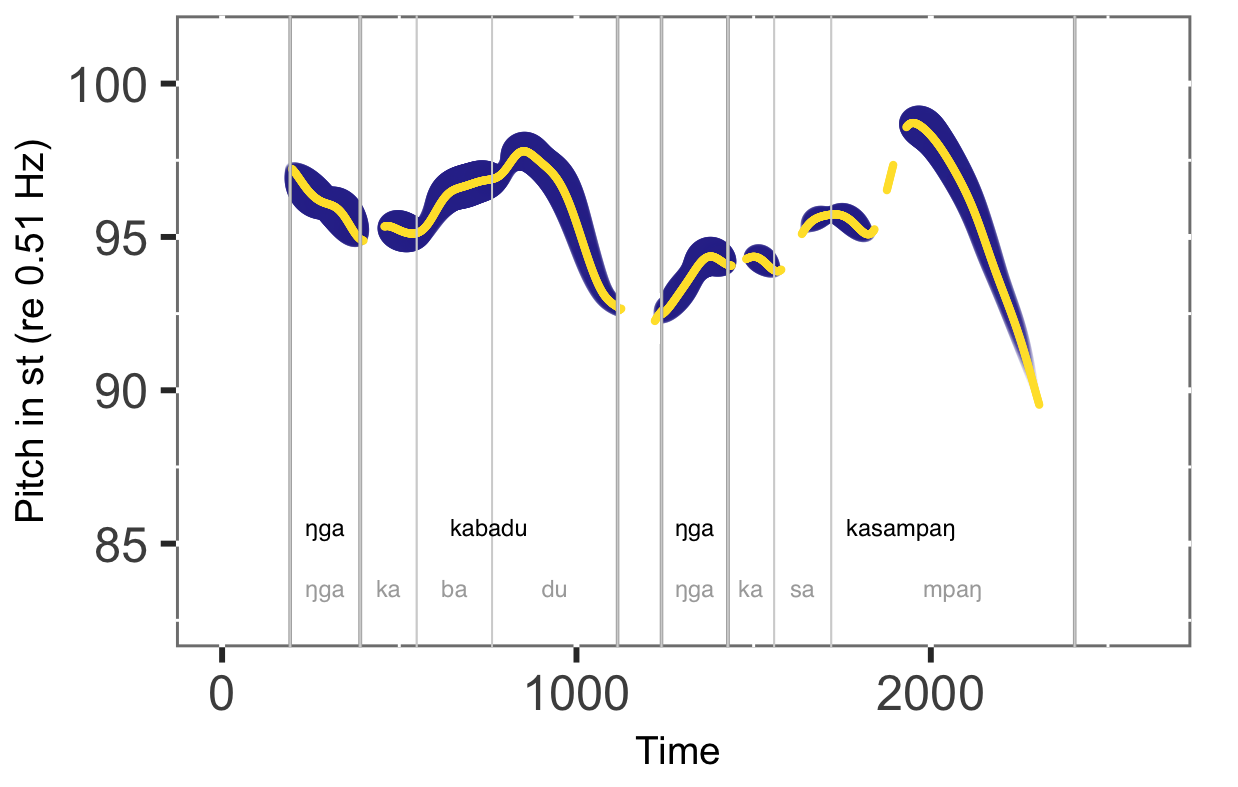 100
95
90
85
Pitch in st (re 0.51 Hz)
ŋga kabadu ŋga kasampaŋ
ŋga ka ba du ŋga ka sa mpaŋ
0 1000 2000
Time